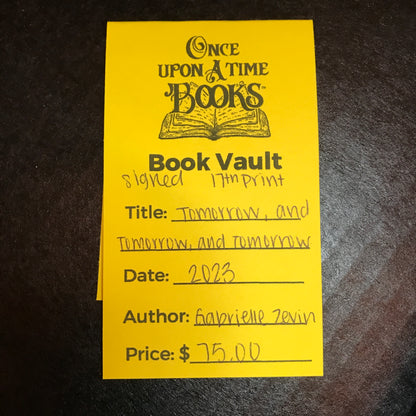 ONCE
UPON A TIME
BOOKS
Book Vault
signed 17th print
Title: Tomorrow, and
Tomorrow, and Tomorrow
Date: 2023
Author: Gabrielle Zevin
Price: $ 75.00